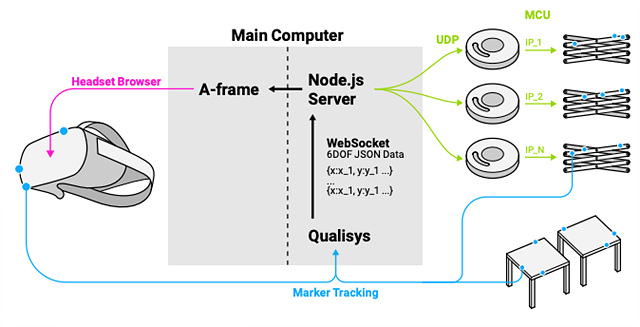 Main Computer
MCU
UDP
IP_1
Headset Browser
A-frame
Node.js
Server
IP_2
WebSocket
6DOF JSON Data
{x:x_1, y:y_1 ...}
...
{x:x_1, y:y_1 ...}
IP_N
Qualisys
Marker Tracking